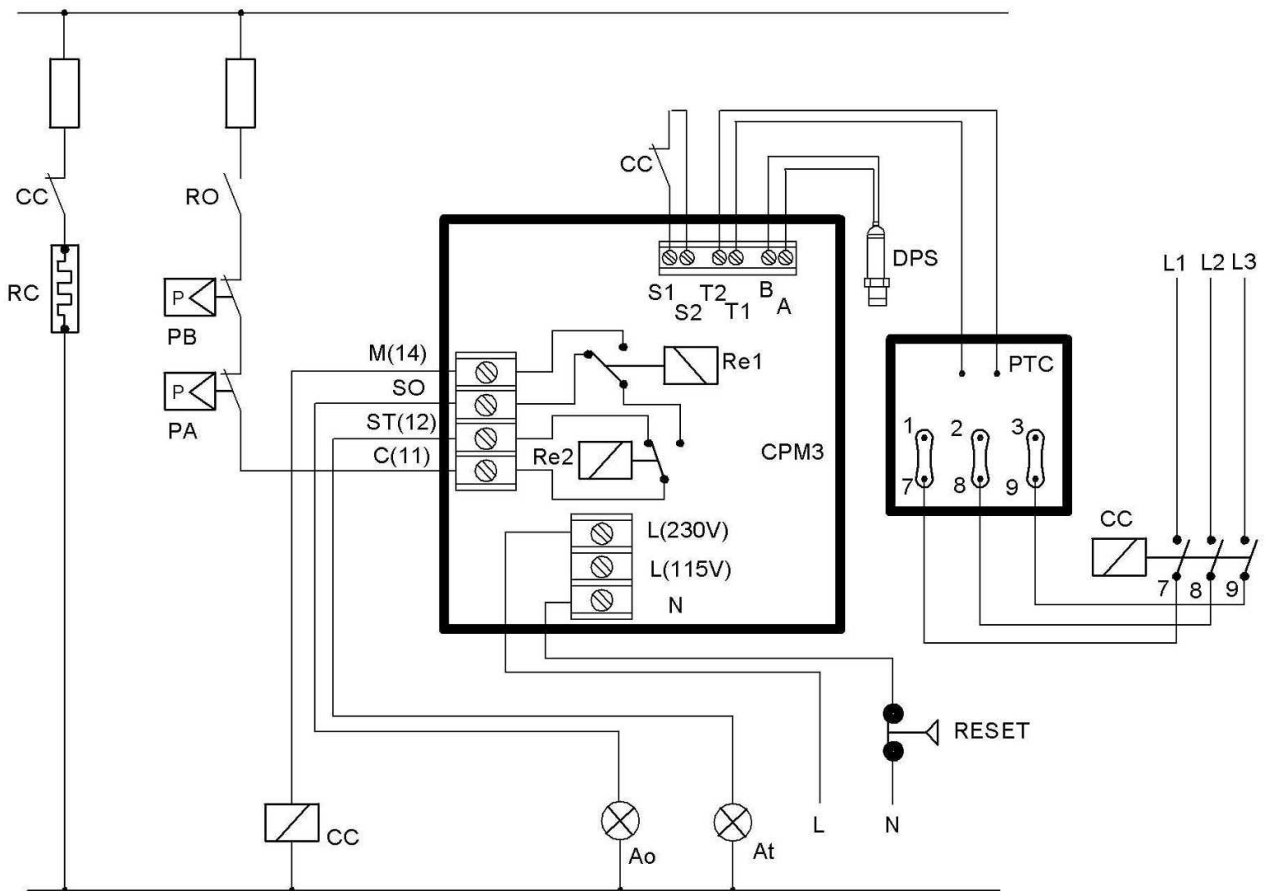 CC
RO
CC
S1
S2
T2
T1
B
A
DPS
L1 L2 L3
RC
P
PB
P
PA
M(14)
SO
ST(12)
C(11)
Re1
Re2
CPM3
PTC
1 2 3
7 8 9
L(230V)
L(115V)
N
CC
7 8 9
RESET
CC
Ao
At
L
N